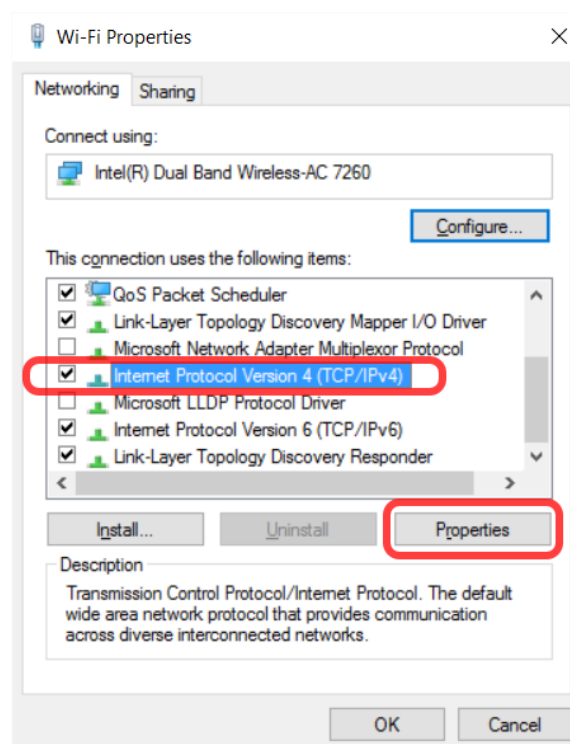 Wi-Fi Properties
Networking
Sharing
Connect using:
Intel(R) Dual Band Wireless-AC 7260
Configure...
This connection uses the following items:
QoS Packet Scheduler
Link-Layer Topology Discovery Mapper I/O Driver
Microsoft Network Adapter Multiplexor Protocol
Internet Protocol Version 4 (TCP/IPv4)
Microsoft LLDP Protocol Driver
Internet Protocol Version 6 (TCP/IPv6)
Link-Layer Topology Discovery Responder
Install...
Uninstall
Properties
Description
Transmission Control Protocol/Internet Protocol. The default
wide area network protocol that provides communication
across diverse interconnected networks.
OK
Cancel